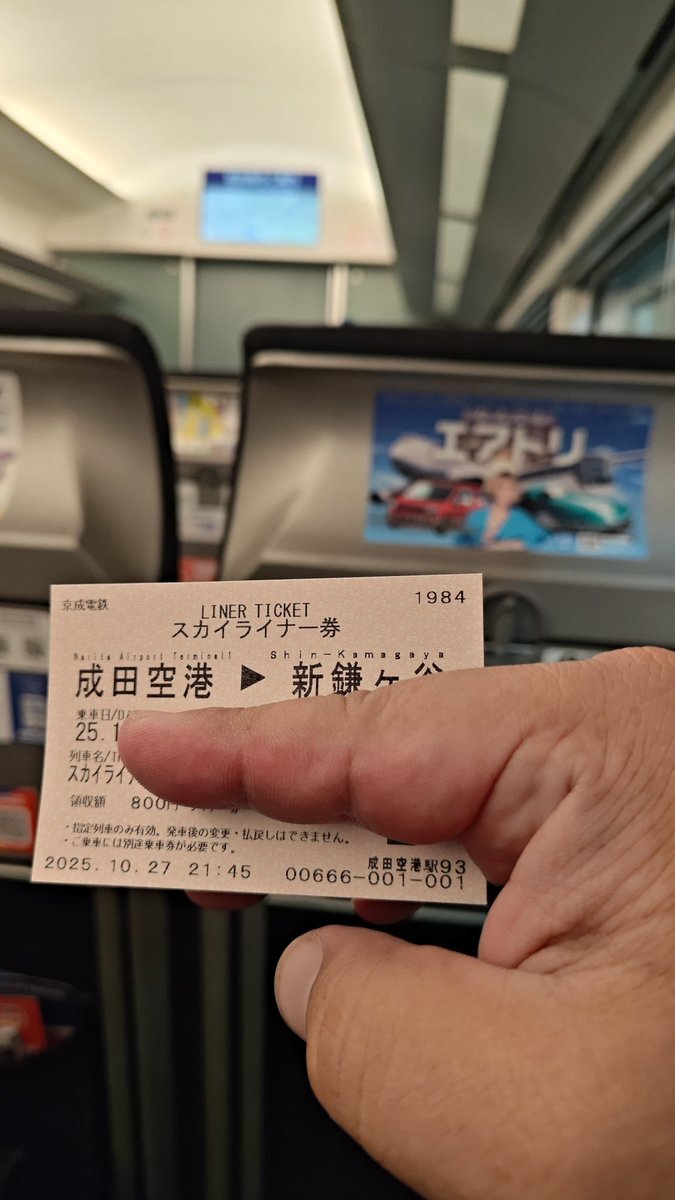 エアトリ
京成電鉄
LINER TICKET
1984
スカイライナー券
Narita Airport Terminal1 Shin-Kamagaya
成田空港 ▶ 新鎌ヶ谷
乗車日/DA
25.1
列車名/T
スカイライナ
領収額 800円
・指定列車のみ有効。発車後の変更・払戻しはできません。
・ご乗車には別途乗車券が必要です。
成田空港駅93
2025.10.27 21:45 00666-001-001